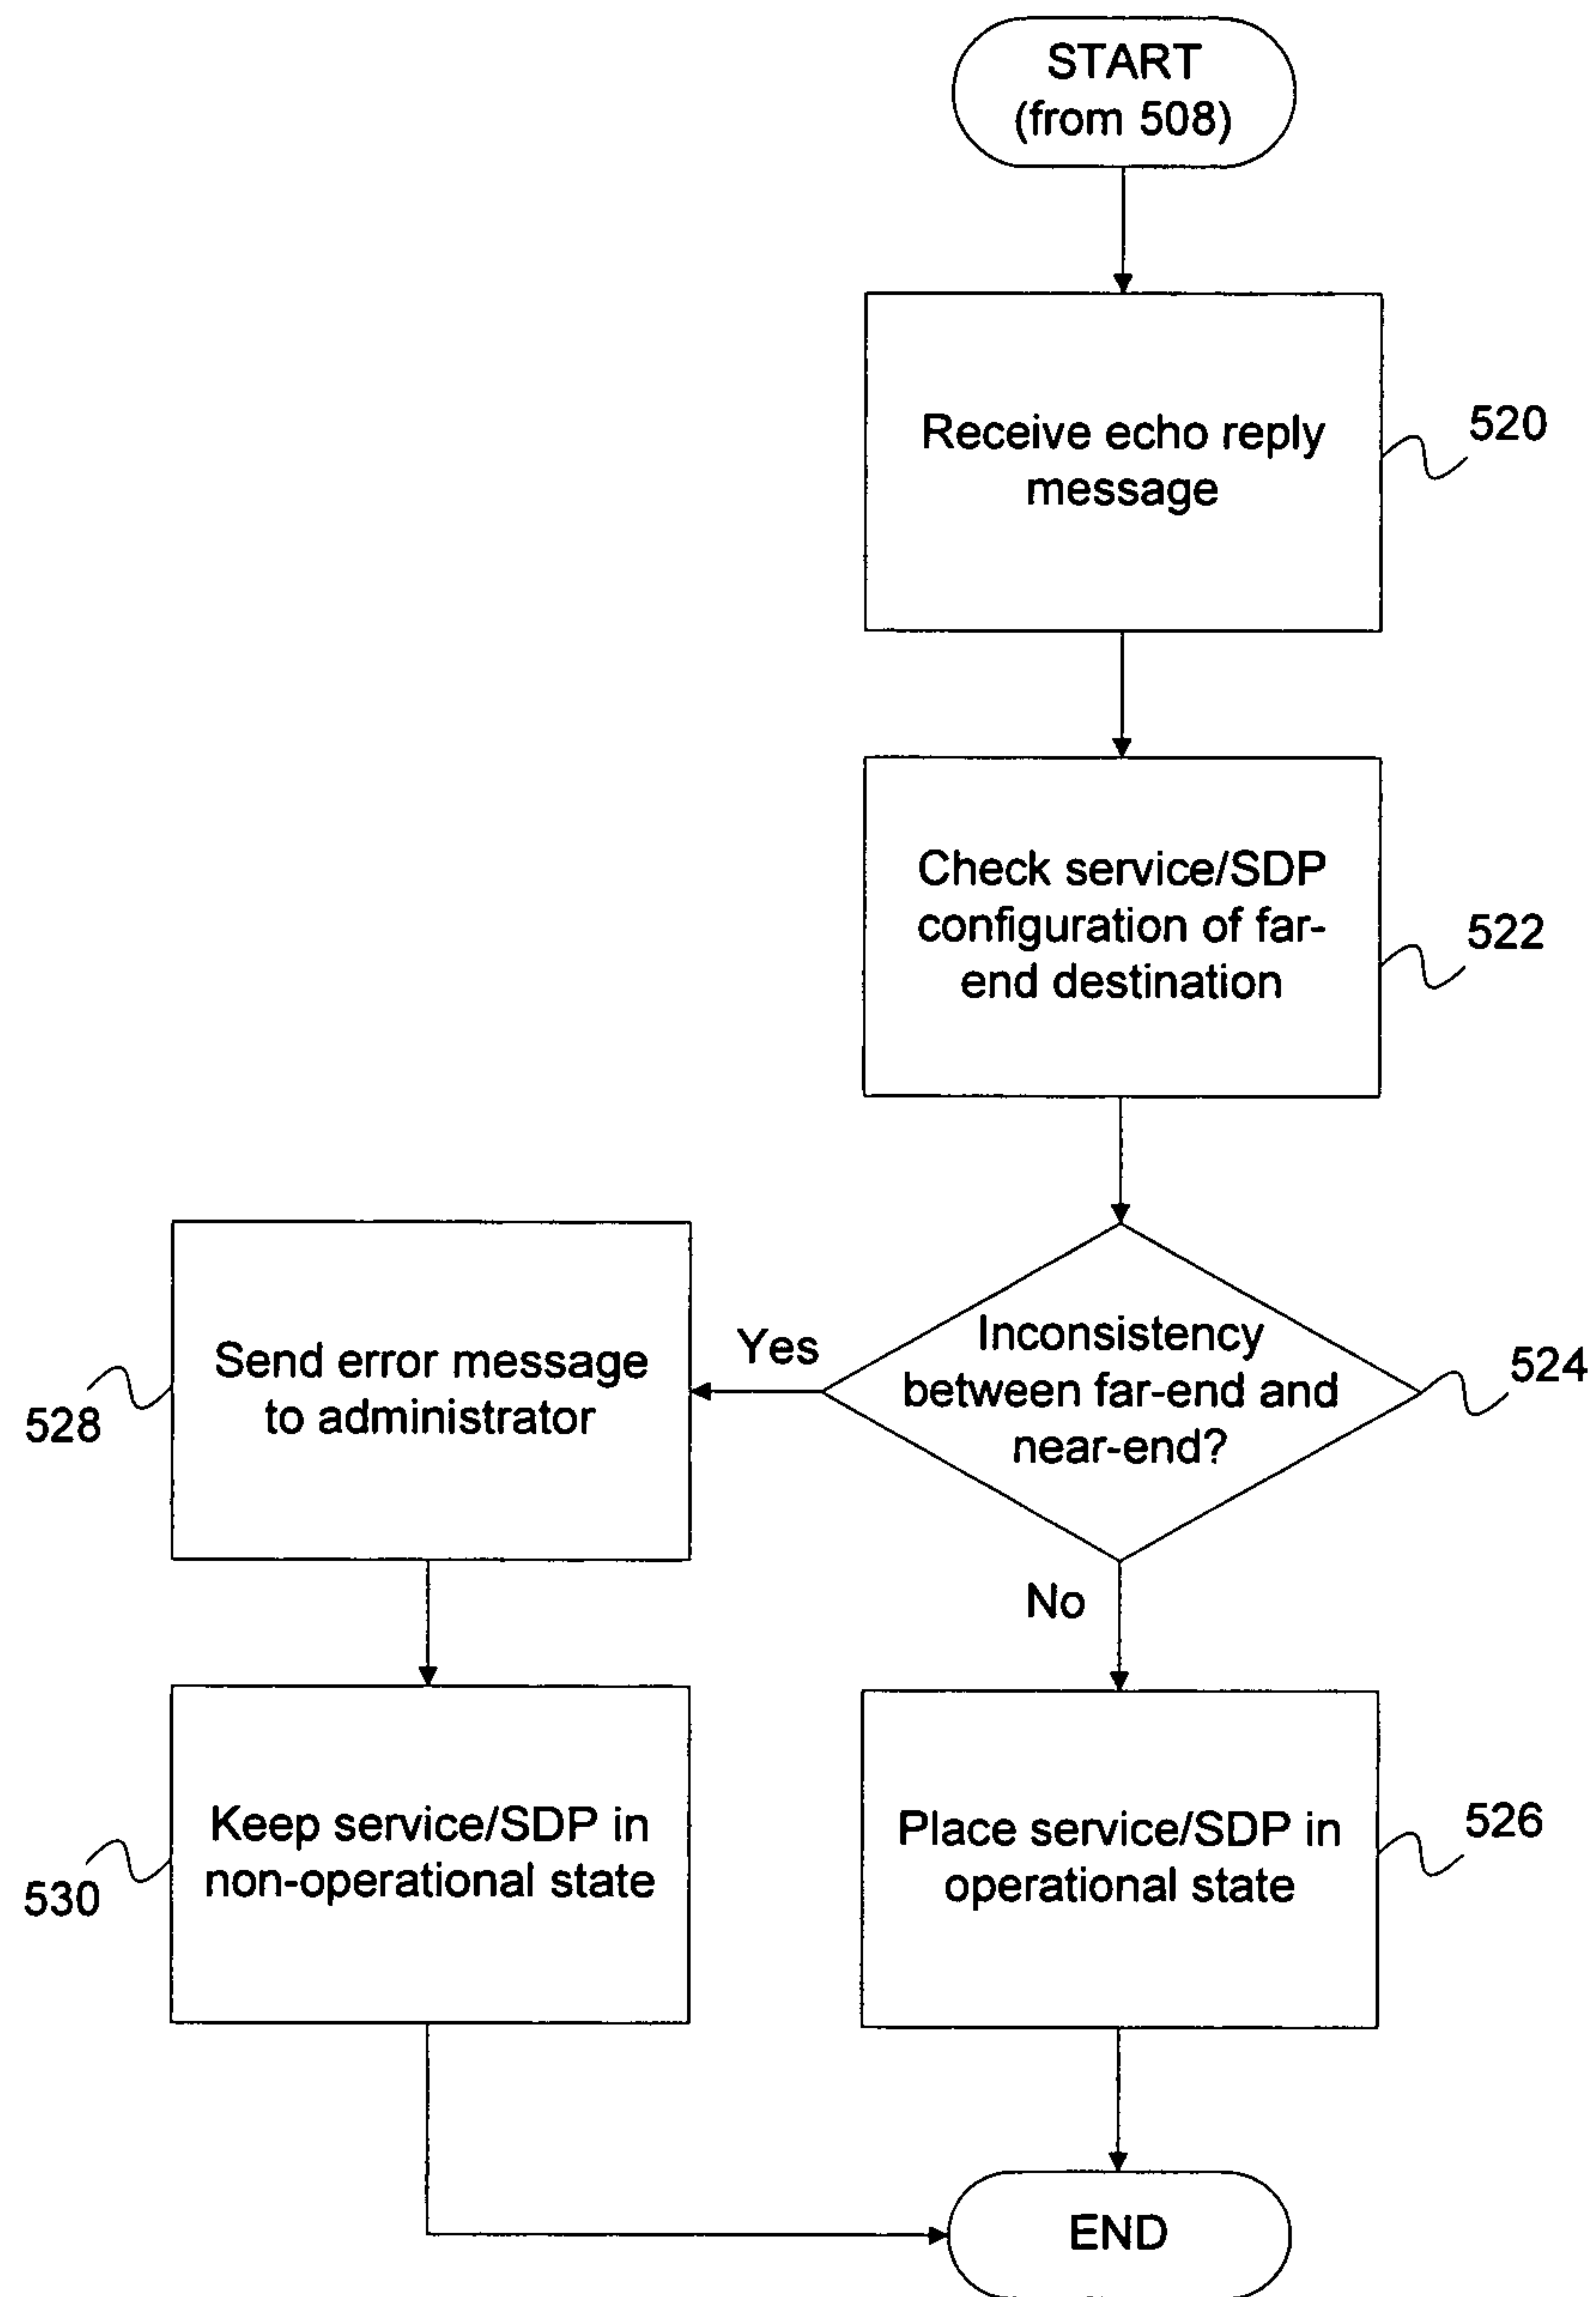 START
(from 508)
Receive echo reply
message
520
Check service/SDP
configuration of far-
end destination
522
Inconsistency
between far-end and
near-end?
524
Yes
Send error message
to administrator
528
No
Keep service/SDP in
non-operational state
530
Place service/SDP in
operational state
526
END